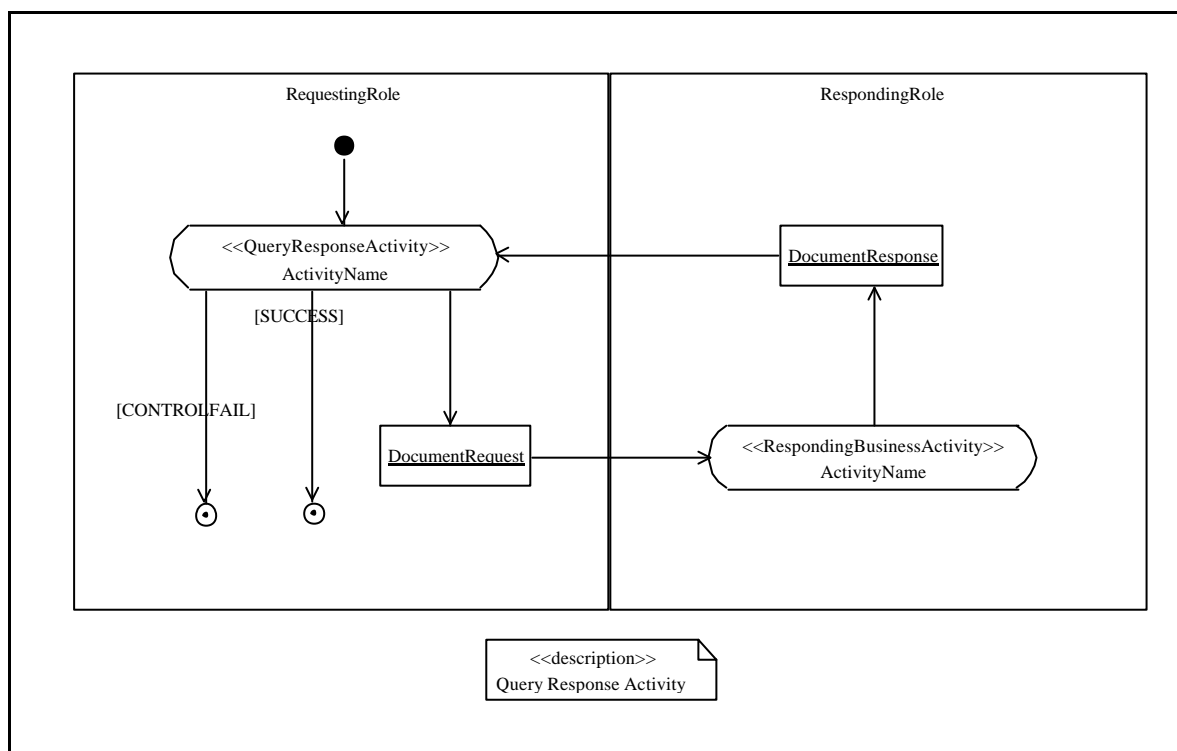 RequestingRole
RespondingRole
<<QueryResponseActivity>>
ActivityName
DocumentResponse
[SUCCESS]
[CONTROLFAIL]
DocumentRequest
<<RespondingBusinessActivity>>
ActivityName
<<description>>
Query Response Activity